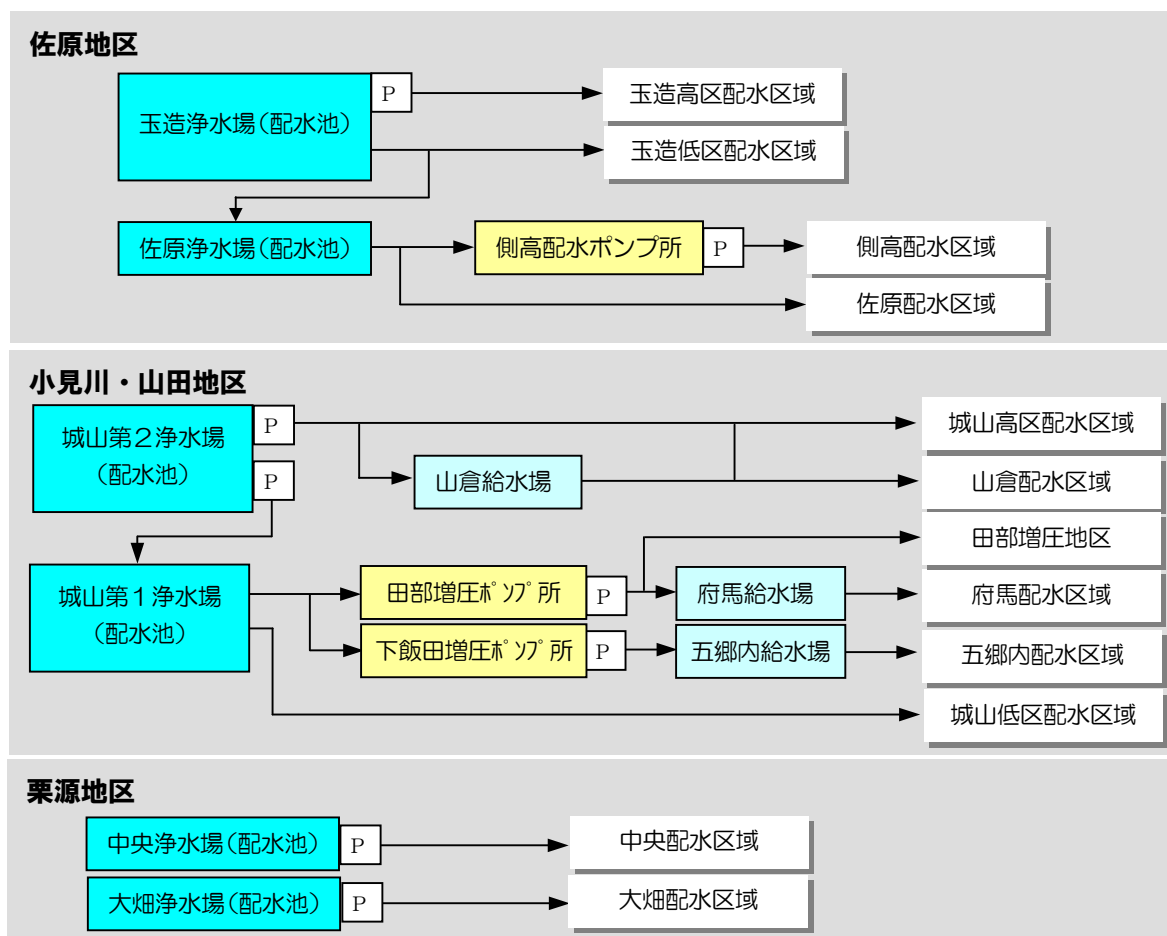 佐原地区
P
玉造浄水場(配水池)
玉造高区配水区域
玉造低区配水区域
佐原浄水場(配水池)
側高配水ポンプ所
P
側高配水区域
佐原配水区域
小見川・山田地区
城山第2浄水場
(配水池)
P
P
城山高区配水区域
山倉給水場
山倉配水区域
田部増圧地区
城山第1浄水場
(配水池)
田部増圧ポンプ所
P
府馬給水場
府馬配水区域
下飯田増圧ポンプ所
P
五郷内給水場
五郷内配水区域
城山低区配水区域
栗源地区
中央浄水場(配水池)
P
中央配水区域
大畑浄水場(配水池)
P
大畑配水区域